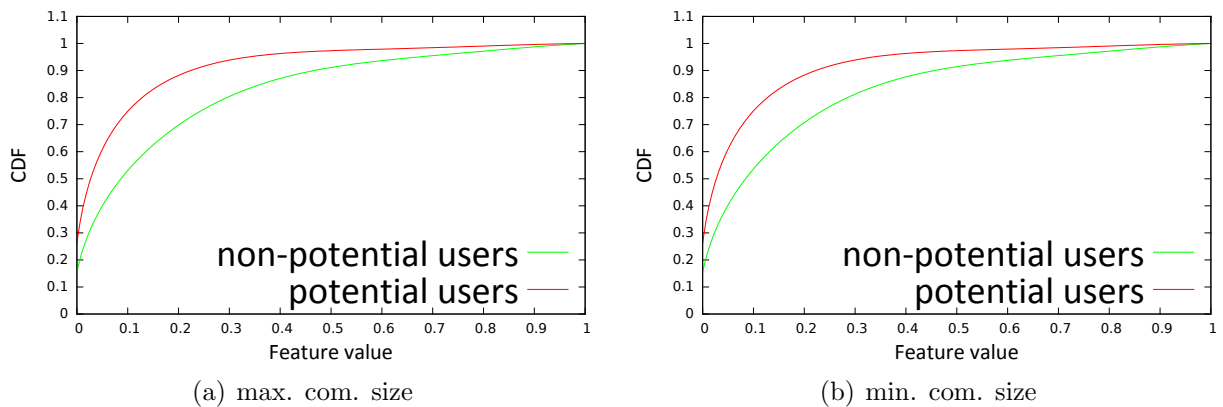 1.1
1
0.9
0.8
0.7
0.6
0.5
0.4
0.3
0.2
0.1
0
CDF
non-potential users
potential users
0 0.1 0.2 0.3 0.4 0.5 0.6 0.7 0.8 0.9 1
Feature value
(a) max. com. size
1.1
1
0.9
0.8
0.7
0.6
0.5
0.4
0.3
0.2
0.1
0
CDF
non-potential users
potential users
0 0.1 0.2 0.3 0.4 0.5 0.6 0.7 0.8 0.9 1
Feature value
(b) min. com. size